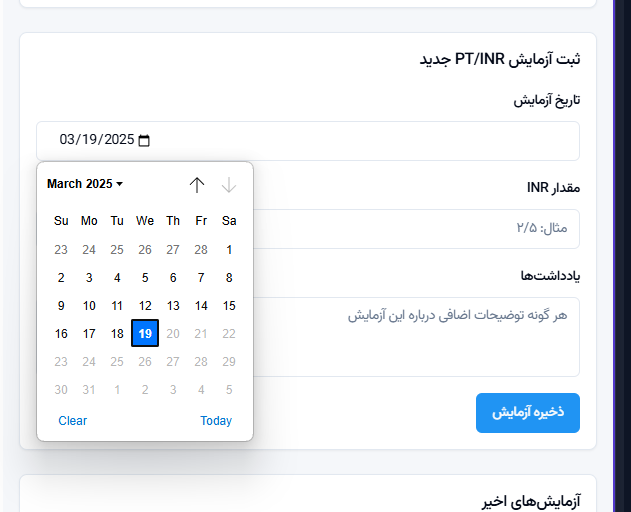 ثبت آزمایش PT/INR جدید
تاریخ آزمایش
03/19/2025
March 2025
Su Mo Tu We Th Fr Sa
23 24 25 26 27 28 1
2 3 4 5 6 7 8
9 10 11 12 13 14 15
16 17 18 19 20 21 22
23 24 25 26 27 28 29
30 31 1 2 3 4 5
Clear Today
مقدار INR
مثال: ۲/۵
یادداشت‌ها
هر گونه توضیحات اضافی درباره این آزمایش
ذخیره آزمایش
آزمایش‌های اخیر